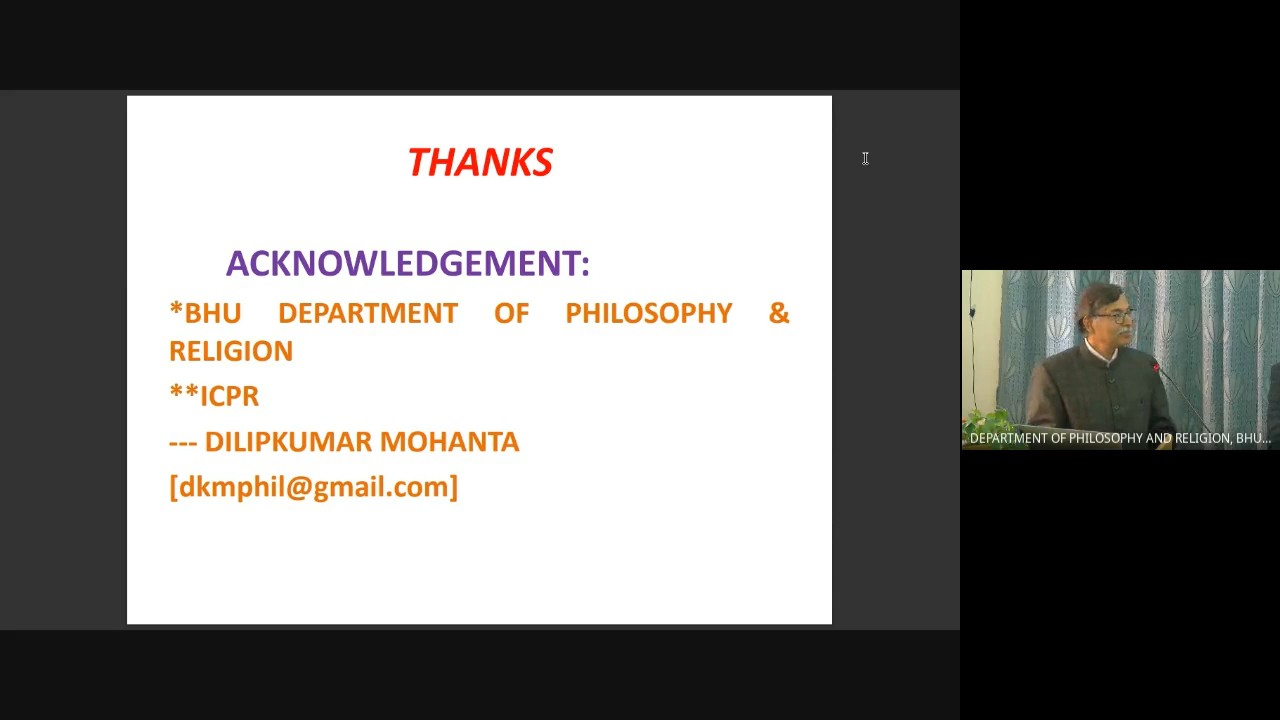 THANKS
ACKNOWLEDGEMENT:
*BHU DEPARTMENT OF PHILOSOPHY &
RELIGION
**ICPR
--- DILIPKUMAR MOHANTA
[dkmphil@gmail.com]
DEPARTMENT OF PHILOSOPHY AND RELIGION, BHU...